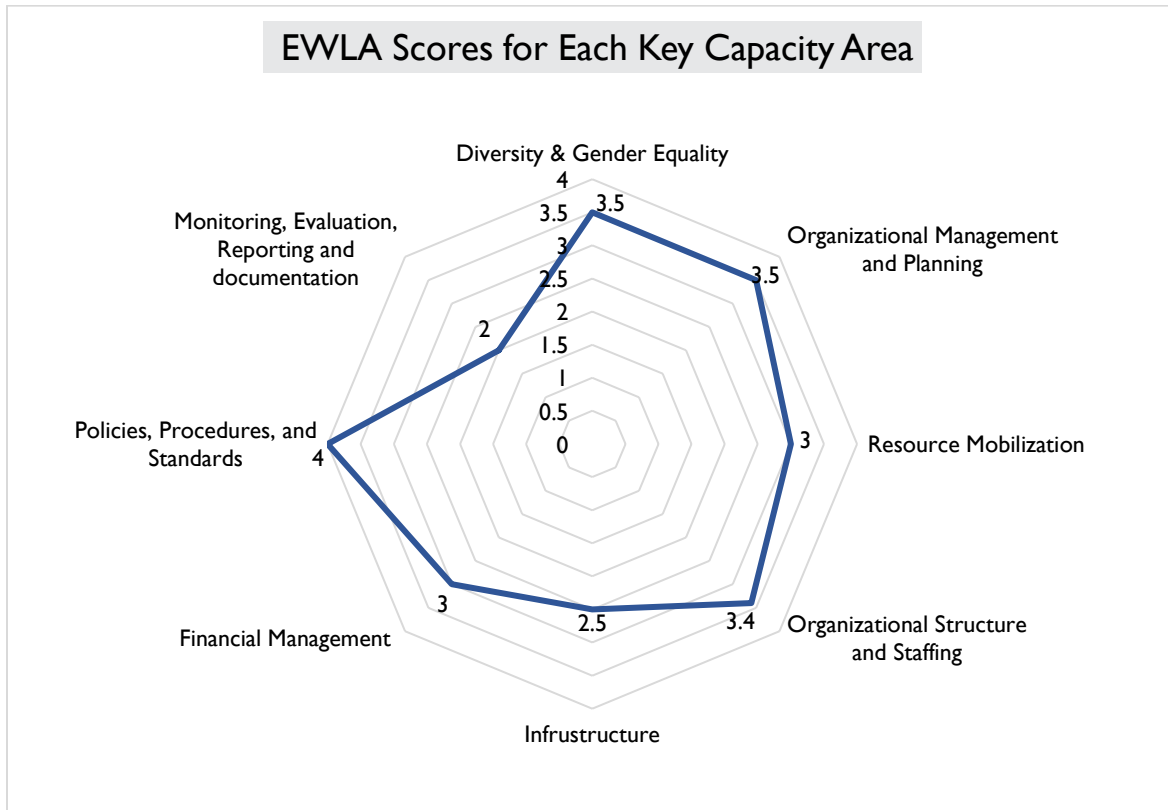 EWLA Scores for Each Key Capacity Area
Diversity & Gender Equality
4
3.5
3.5
3
2.5
2
1.5
1
0.5
0
Organizational Management
and Planning
3.5
Resource Mobilization
3
Organizational Structure
and Staffing
3.4
Infrustructure
2.5
Financial Management
3
Policies, Procedures, and
Standards
4
Monitoring, Evaluation,
Reporting and
documentation
2